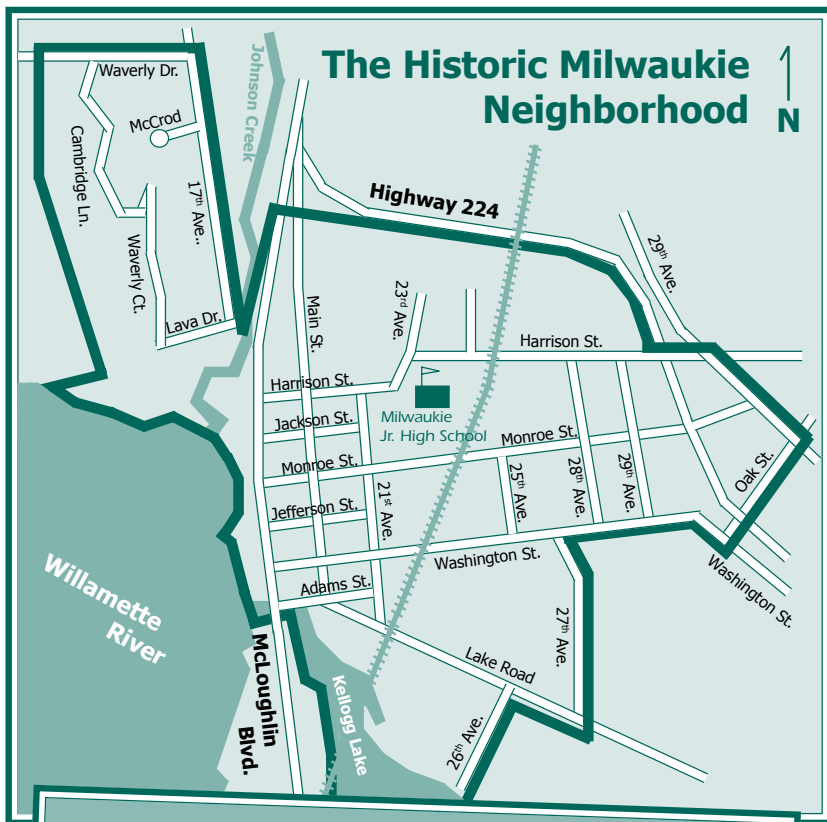 The Historic Milwaukie
Neighborhood
N
Waverly Dr.
Johnson Creek
McCrod
Cambridge Ln.
17th Ave..
Waverly Ct.
Lava Dr.
Highway 224
29th Ave.
23rd Ave.
Main St.
Harrison St.
Harrison St.
Milwaukie
Jr. High School
Jackson St.
Monroe St.
Monroe St.
21st Ave.
25th Ave.
28th Ave.
29th Ave.
Oak St.
Jefferson St.
Washington St.
Washington St.
Adams St.
Willamette
River
McLoughlin
Blvd.
Kellogg Lake
Lake Road
27th Ave.
26th Ave.